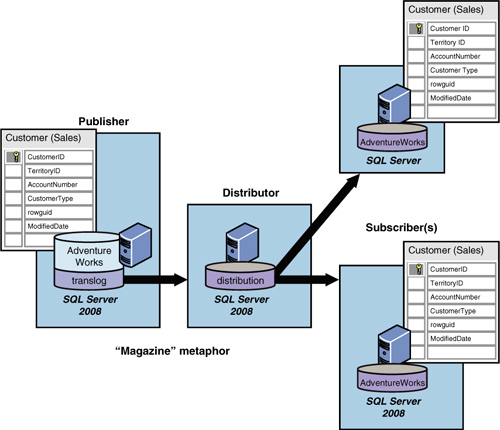 Customer (Sales)
Customer ID
Territory ID
AccountNumber
Customer Type
rowguid
ModifiedDate
AdventureWorks
SQL Server
Publisher
Customer (Sales)
CustomerID
TerritoryID
AccountNumber
CustomerType
rowguid
ModifiedDate
Adventure
Works
translog
SQL Server
2008
Distributor
distribution
SQL Server
2008
Subscriber(s)
Customer (Sales)
CustomerID
TerritoryID
AccountNumber
CustomerType
rowguid
ModifiedDate
AdventureWorks
SQL Server
2008
“Magazine” metaphor